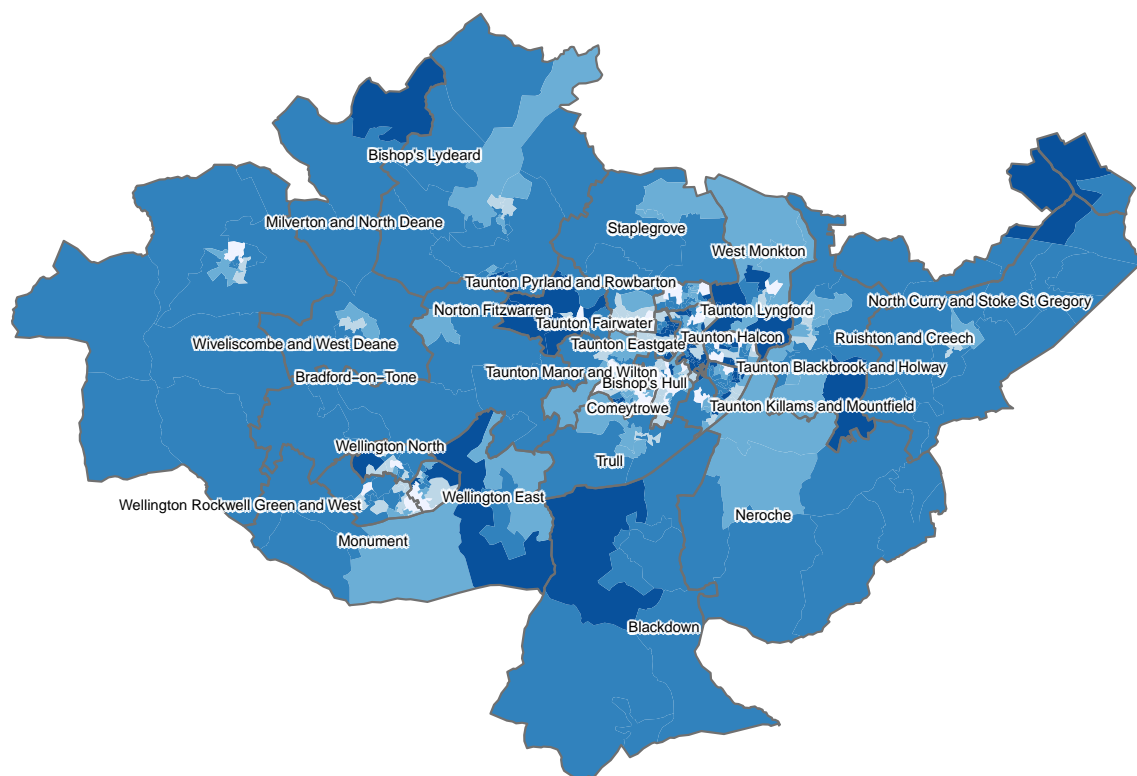 Bishop's Lydeard
Milverton and North Deane
Staplegrove
West Monkton
Taunton Pyrland and Rowbarton
North Curry and Stoke St Gregory
Norton Fitzwarren
Taunton Lyngford
Taunton Fairwater
Ruishton and Creech
Taunton Halcon
Wiveliscombe and West Deane
Taunton Eastgate
Taunton Blackbrook and Holway
Taunton Manor and Wilton
Bradford−on−Tone
Bishop's Hull
Comeytrowe
Taunton Killams and Mountfield
Wellington North
Trull
Wellington East
Wellington Rockwell Green and West
Neroche
Monument
Blackdown